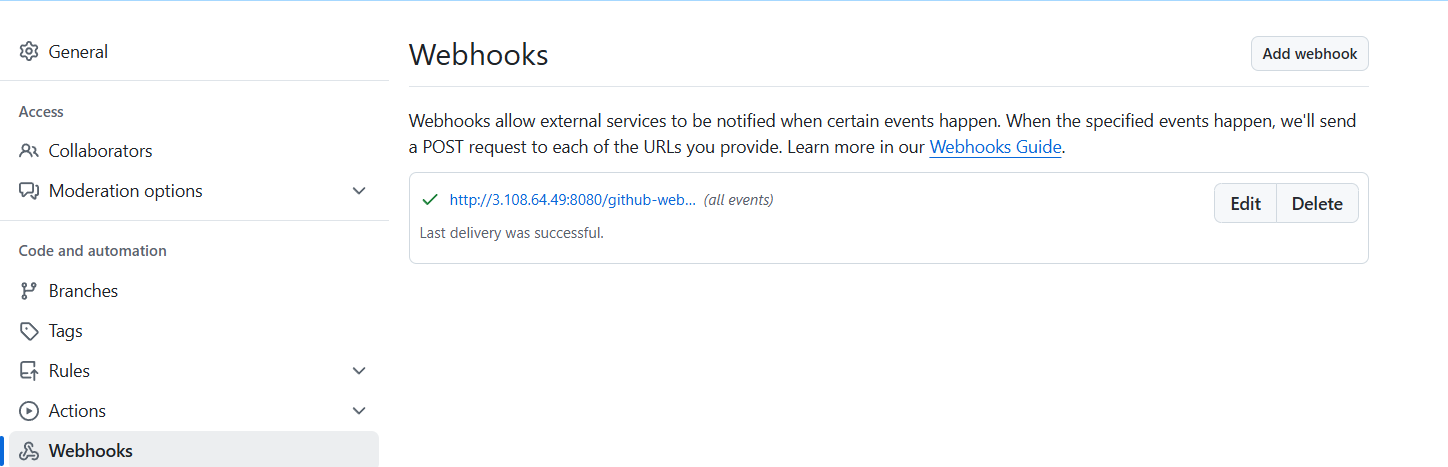 General
Access
Collaborators
Moderation options
Code and automation
Branches
Tags
Rules
Actions
Webhooks
Webhooks
Add webhook
Webhooks allow external services to be notified when certain events happen. When the specified events happen, we'll send
a POST request to each of the URLs you provide. Learn more in our Webhooks Guide.
http://3.108.64.49:8080/github-web... (all events)
Edit
Delete
Last delivery was successful.